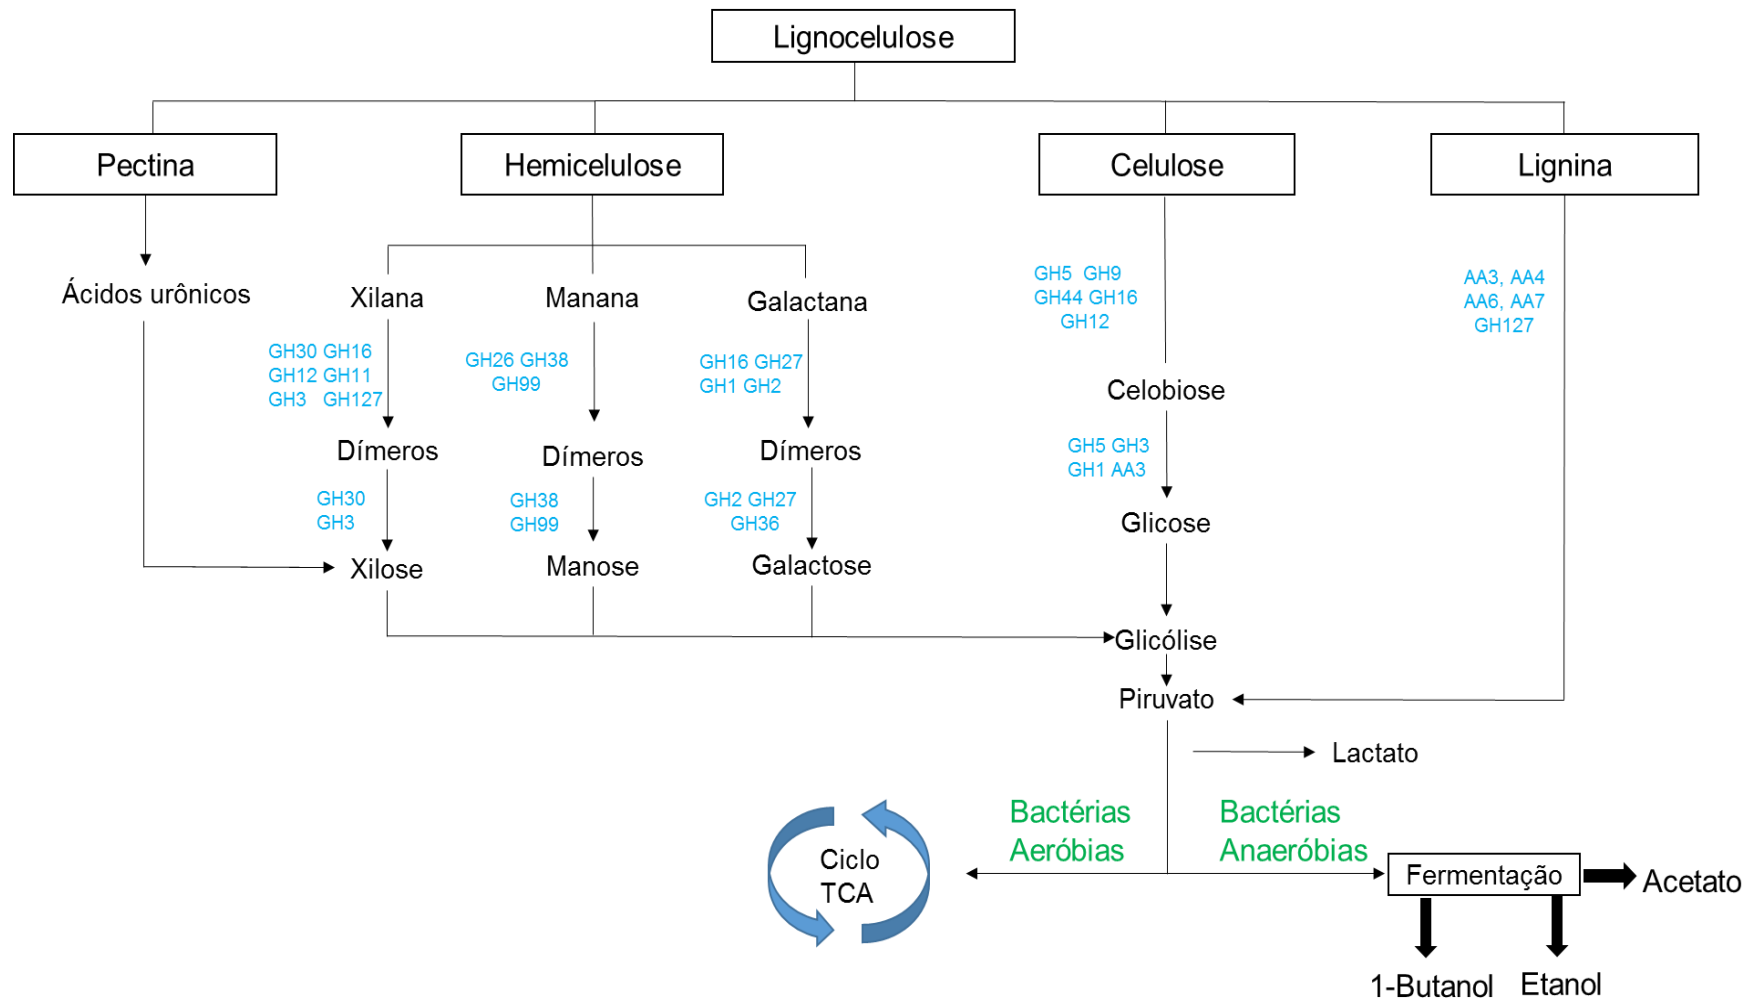 Lignocelulose
Pectina
Hemicelulose
Celulose
Lignina
Ácidos urônicos
Xilana
Manana
Galactana
GH5 GH9
GH44 GH16
GH12
AA3, AA4
AA6, AA7
GH127
GH30 GH16
GH12 GH11
GH3 GH127
GH26 GH38
GH99
GH16 GH27
GH1 GH2
Celobiose
Dímeros
Dímeros
Dímeros
GH5 GH3
GH1 AA3
GH30
GH3
GH38
GH99
GH2 GH27
GH36
Glicose
Xilose
Manose
Galactose
Glicólise
Piruvato
Lactato
Bactérias
Aeróbias
Bactérias
Anaeróbias
Ciclo
TCA
Fermentação
Acetato
1-Butanol
Etanol